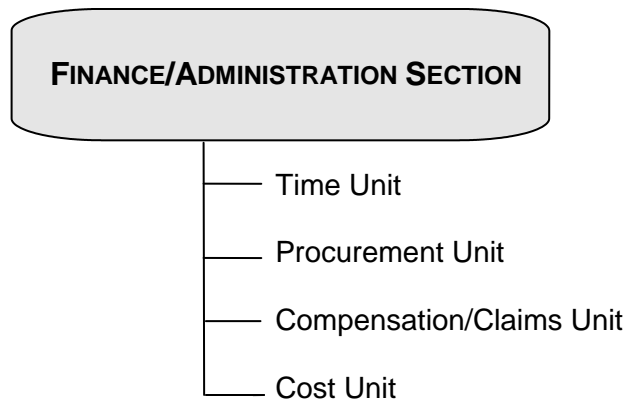 FINANCE/ADMINISTRATION SECTION
Time Unit
Procurement Unit
Compensation/Claims Unit
Cost Unit